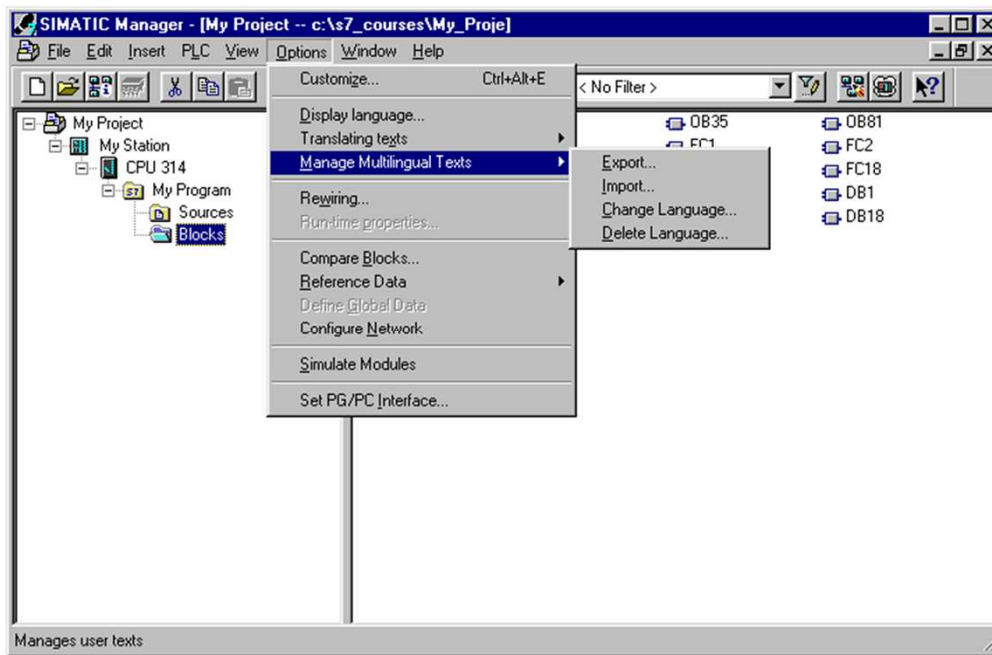 SIMATIC Manager - [My Project -- c:\s7_courses\My_Proje]
File Edit Insert PLC View Options Window Help
< No Filter >
My Project
My Station
CPU 314
My Program
Sources
Blocks
Customize... Ctrl+Alt+E
Display language...
Translating texts
Manage Multilingual Texts
Rewiring...
Run-time properties...
Compare Blocks...
Reference Data
Define Global Data
Configure Network
Simulate Modules
Set PG/PC Interface...
Export...
Import...
Change Language...
Delete Language...
OB35 OB81
FC1 FC2
FC18
DB1
DB18
Manages user texts